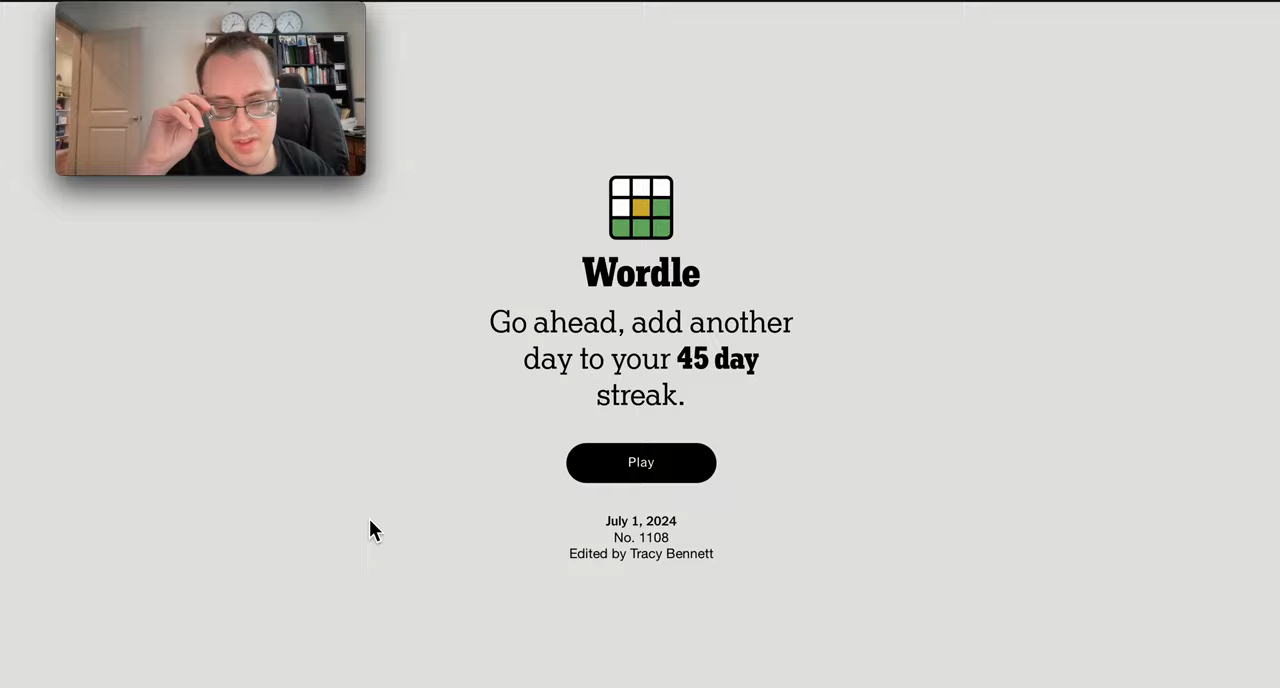 Wordle
Go ahead, add another
day to your 45 day
streak.
Play
July 1, 2024
No. 1108
Edited by Tracy Bennett